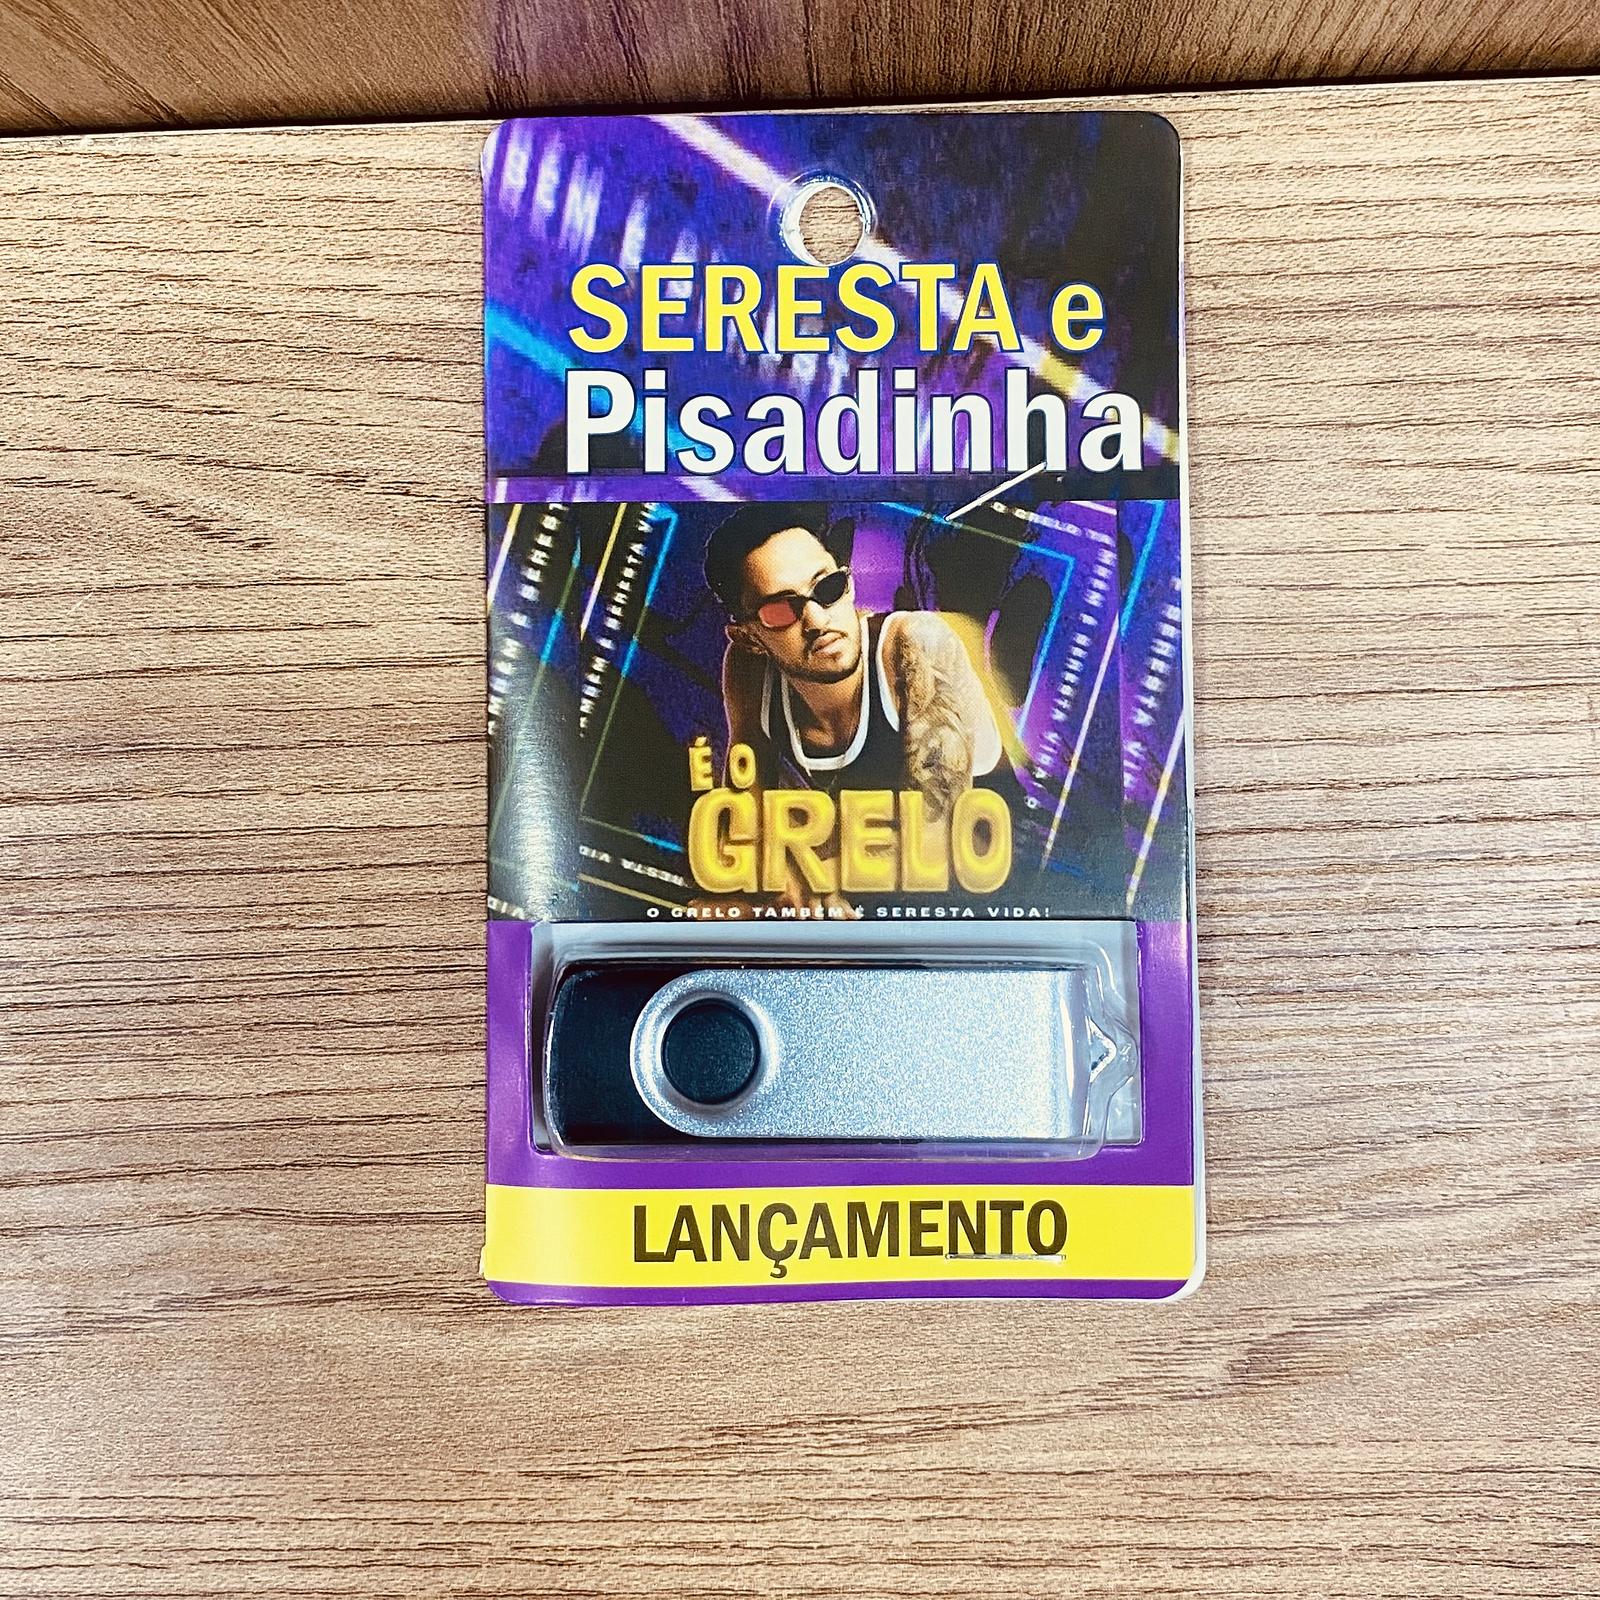 SERESTA e
Pisadinha
É O
GRELO
O GRELO TAMBÉM É SERESTA VIDA!
LANÇAMENTO